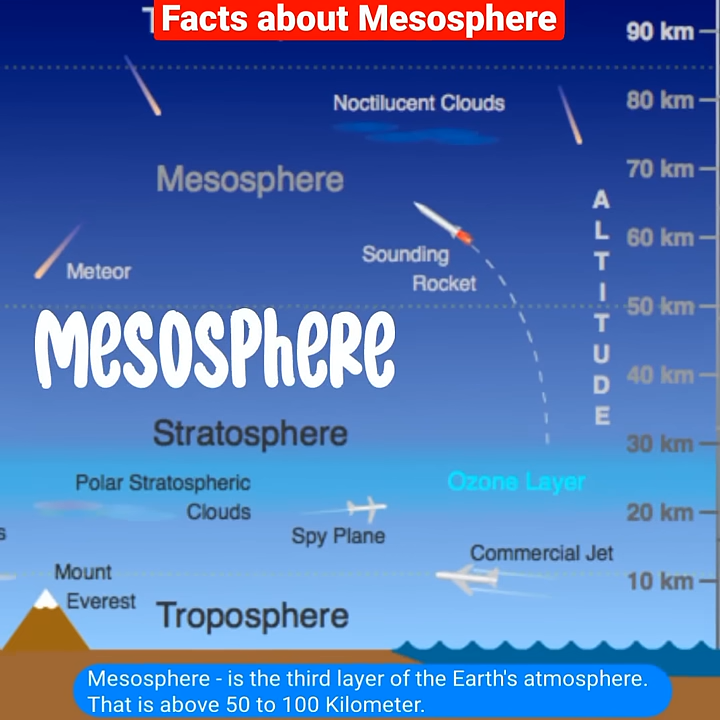 Facts about Mesosphere
90 km
Noctilucent Clouds
80 km
Mesosphere
70 km
ALTITUDE
60 km
Sounding
Rocket
Meteor
50 km
MESOSPHERE
40 km
Stratosphere
30 km
Polar Stratospheric
Clouds
Ozone Layer
20 km
Spy Plane
Commercial Jet
Mount
Everest
10 km
Troposphere
Mesosphere - is the third layer of the Earth's atmosphere.
That is above 50 to 100 Kilometer.